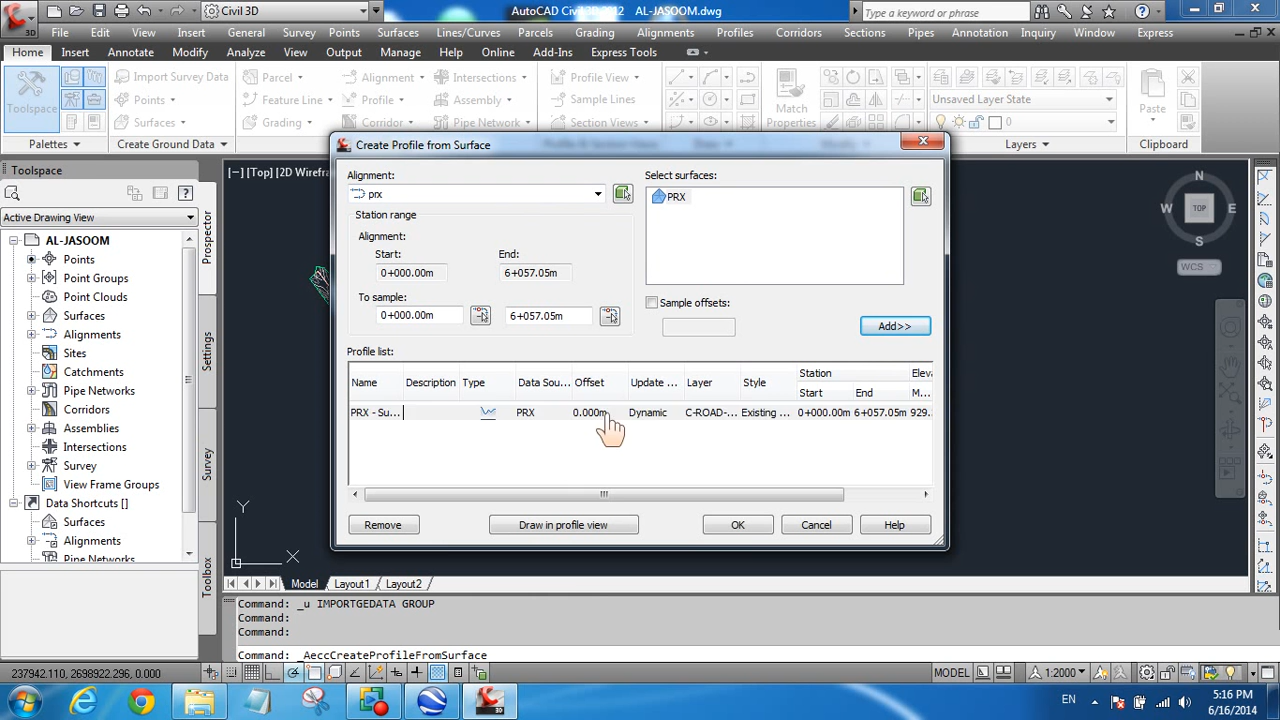 Civil 3D
AutoCAD Civil 3D 2012 AL-JASOOM.dwg
Type a keyword or phrase
File Edit View Insert General Survey Points Surfaces Lines/Curves Parcels Grading Alignments Profiles Corridors Sections Pipes Annotation Inquiry Window Express
Home Insert Annotate Modify Analyze View Output Manage Help Online Add-Ins Express Tools
Toolspace
Import Survey Data
Points
Surfaces
Parcel
Feature Line
Grading
Alignment
Profile
Corridor
Intersections
Assembly
Pipe Network
Profile View
Sample Lines
Section Views
Match Properties
Unsaved Layer State
0
Paste
Palettes
Create Ground Data
Layers
Clipboard
Toolspace
Active Drawing View
AL-JASOOM
Points
Point Groups
Point Clouds
Surfaces
Alignments
Sites
Catchments
Pipe Networks
Corridors
Assemblies
Intersections
Survey
View Frame Groups
Data Shortcuts []
Surfaces
Alignments
Pipe Networks
Prospector
Settings
Survey
Toolbox
[−] [Top] [2D Wirefra
Create Profile from Surface
Alignment:
prx
Station range
Alignment:
Start: End:
0+000.00m 6+057.05m
To sample:
0+000.00m 6+057.05m
Select surfaces:
PRX
Sample offsets:
Add>>
Profile list:
Name Description Type Data Sou... Offset Update ... Layer Style Station Eleva
Start End M...
PRX - Su... PRX 0.000m Dynamic C-ROAD-... Existing ... 0+000.00m 6+057.05m 929.
Remove Draw in profile view OK Cancel Help
N
W TOP E
S
WCS
Y
X
Model Layout1 Layout2
Command: _u IMPORTGEDATA GROUP
Command:
Command:
Command: _AeccCreateProfileFromSurface
237942.110, 2698922.296, 0.000
MODEL
1:2000
EN
5:16 PM
6/16/2014